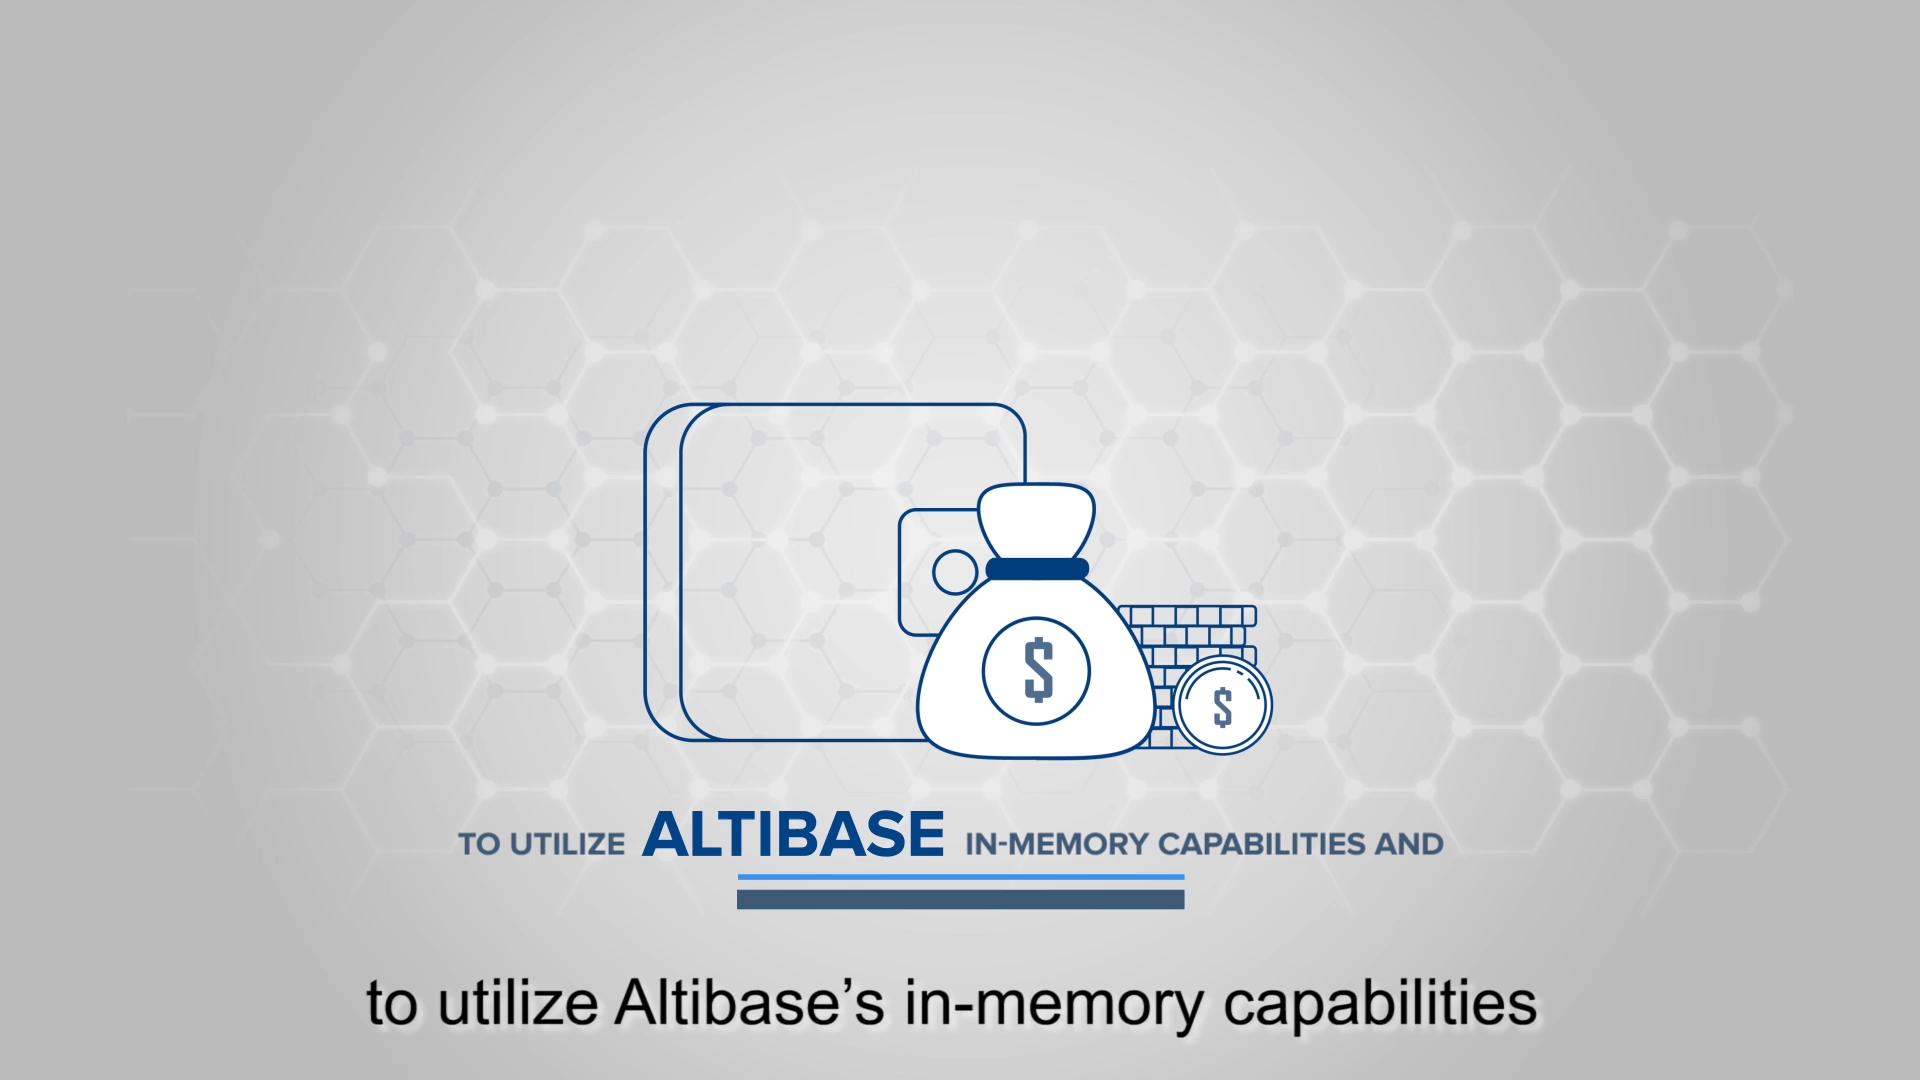 $
$
TO UTILIZE ALTIBASE IN-MEMORY CAPABILITIES AND
to utilize Altibase’s in-memory capabilities